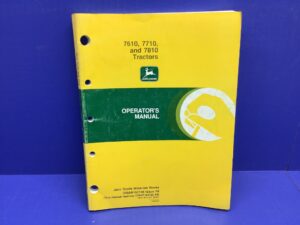 7610, 7710,
and 7810
Tractors
JOHN DEERE
OPERATOR'S
MANUAL
John Deere Waterloo Works